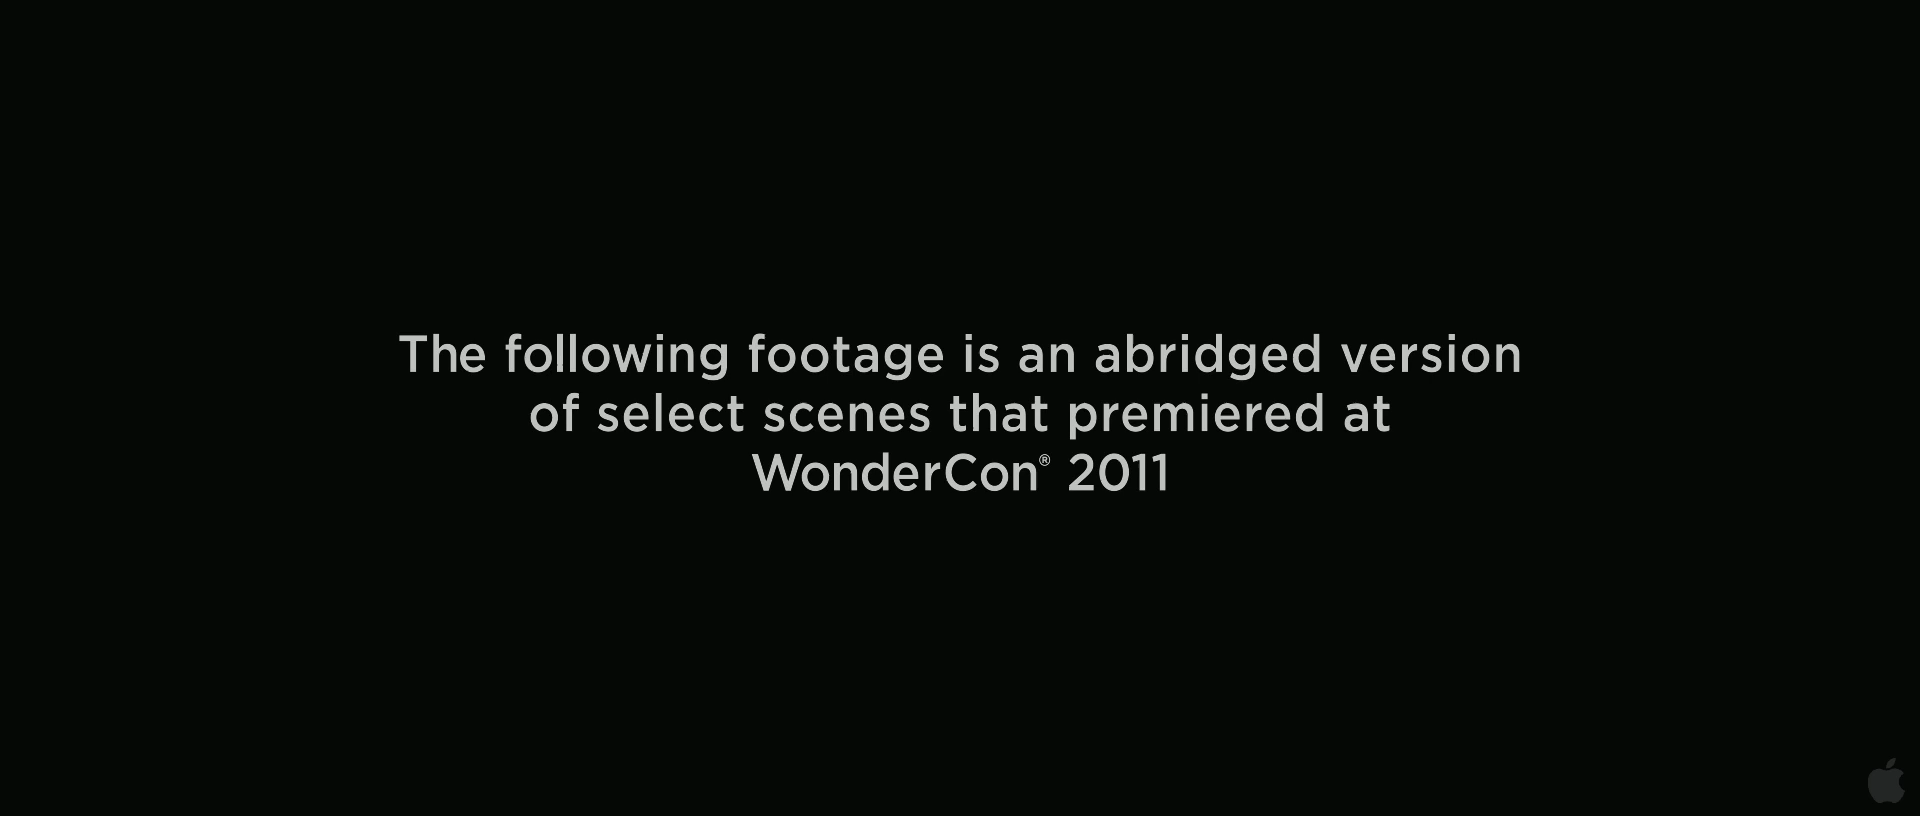 The following footage is an abridged version
of select scenes that premiered at
WonderCon® 2011